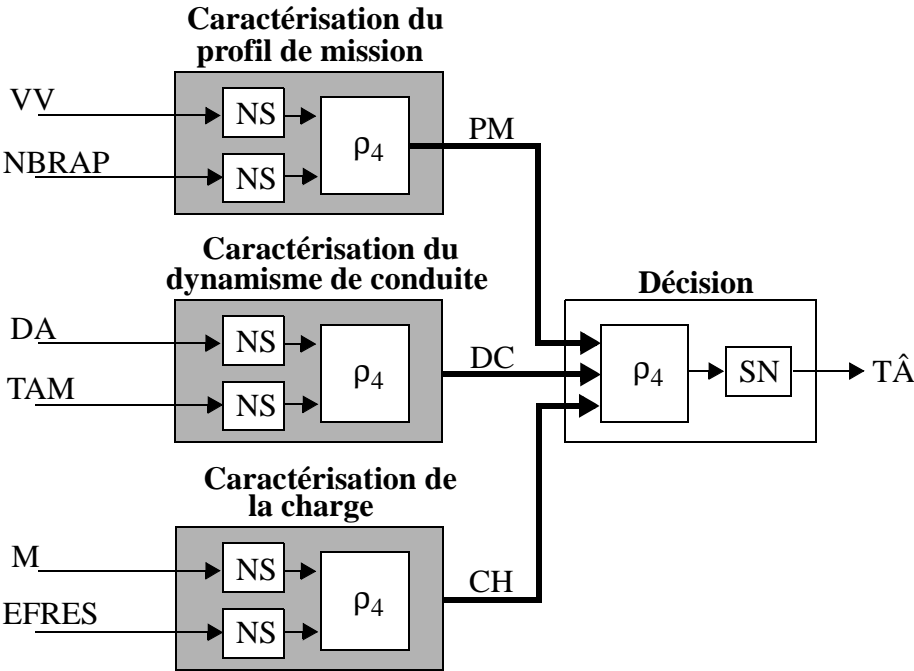 Caractérisation du
profil de mission
VV
NS
NBRAP
NS
ρ4
PM
Caractérisation du
dynamisme de conduite
DA
NS
TAM
NS
ρ4
DC
Décision
ρ4
SN
TÂ
Caractérisation de
la charge
M
NS
EFRES
NS
ρ4
CH